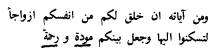 ومن آياته ان خلق لكم من انفسكم ازواجاً
لتسكنوا اليها وجعل بينكم مودة و رحمة